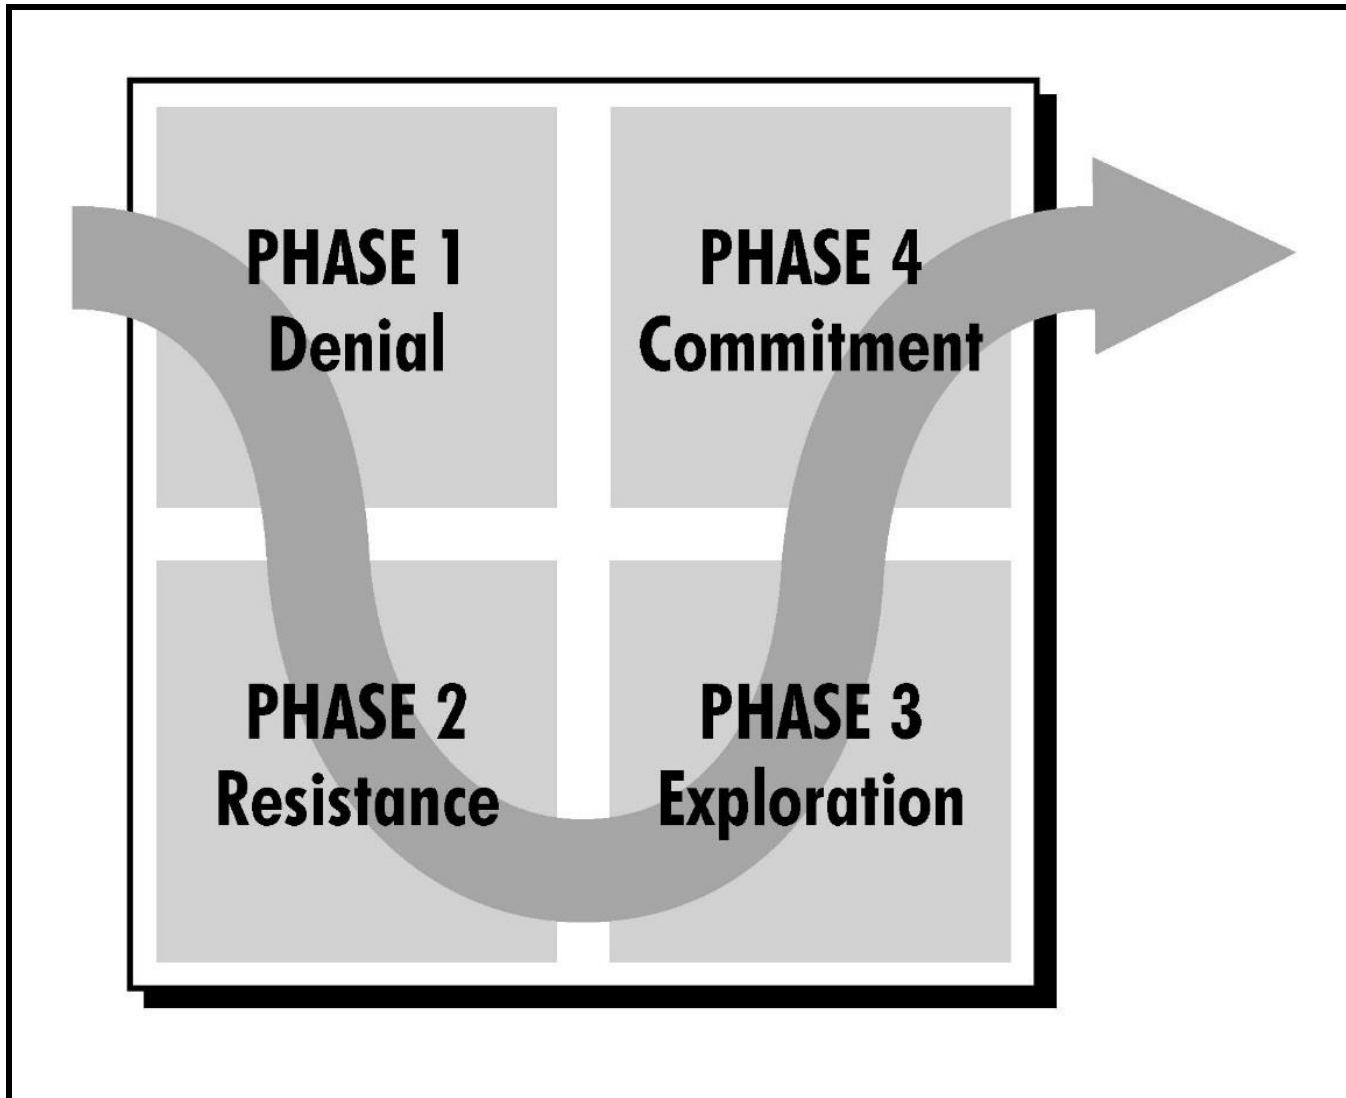 PHASE 1
Denial
PHASE 2
Resistance
PHASE 3
Exploration
PHASE 4
Commitment